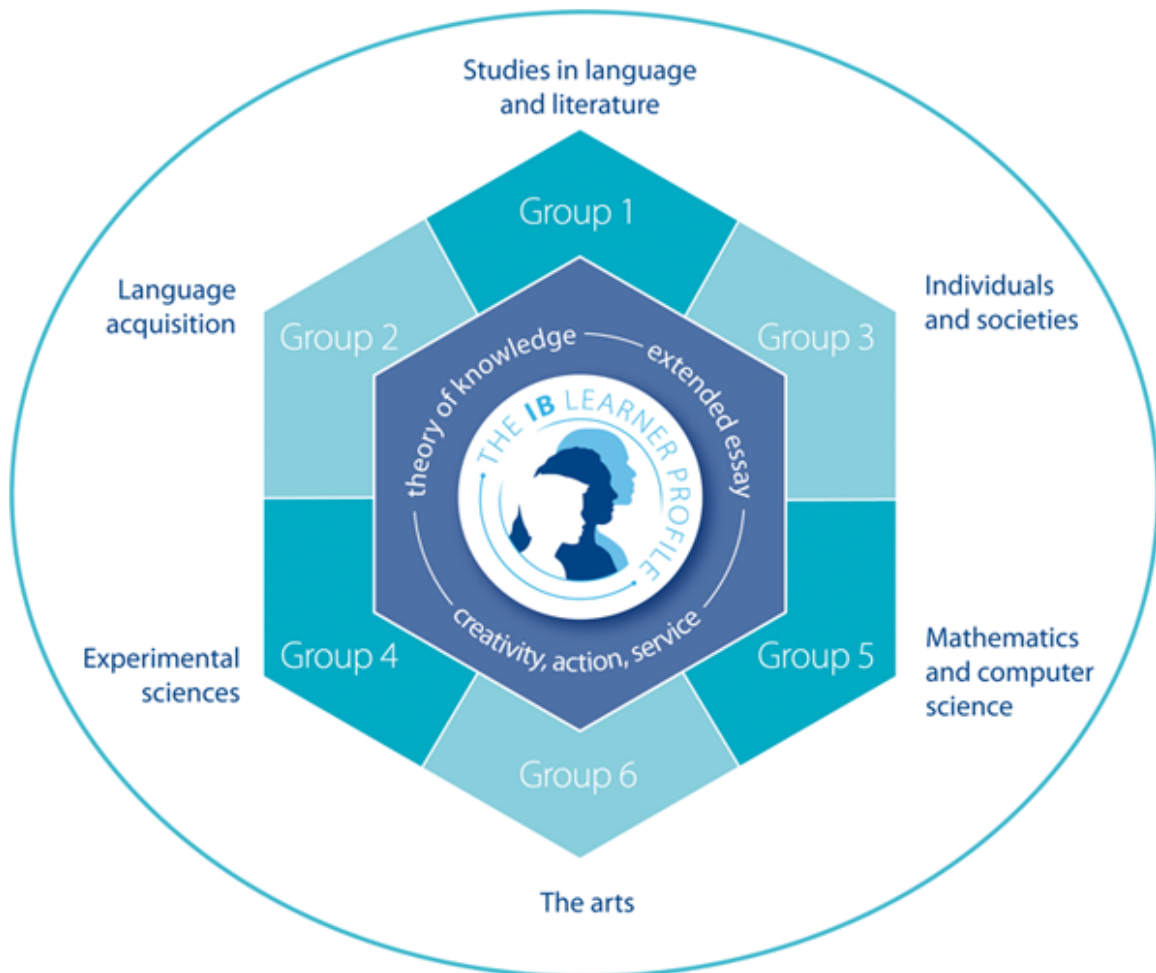 Studies in language
and literature
Group 1
Language
acquisition
Group 2
Individuals
and societies
Group 3
theory of knowledge
extended essay
THE IB LEARNER PROFILE
creativity, action, service
Experimental
sciences
Group 4
Group 5
Mathematics
and computer
science
Group 6
The arts